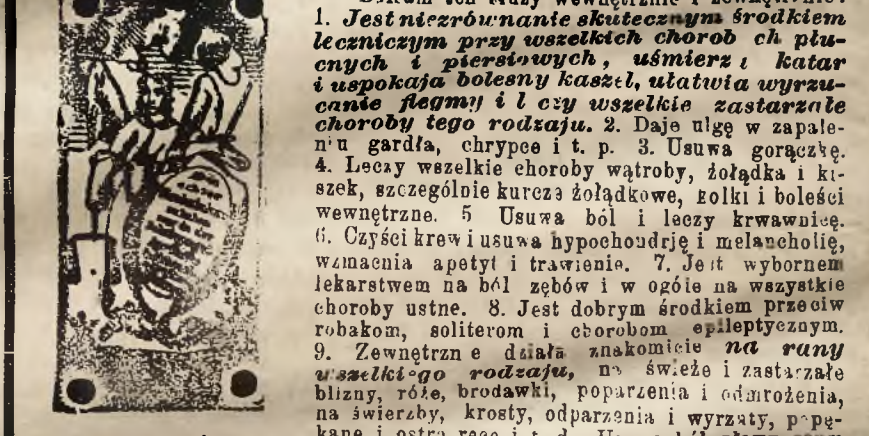 1. Jest niezrównanie skutecznym środkiem
leczniczym przy wszelkich chorob ch płu-
cnych i piersiowych, uśmierz i katar
i uspokaja bolesny kaszel, ułatwia wyrzu-
canie flegmy i l czy wszelkie zastarzałe
choroby tego rodzaju. 2. Daje ulgę w zapale-
niu gardła, chrypce i t. p. 3. Usuwa gorączkę.
4. Leczy wszelkie choroby wątroby, żołądka i ki-
szek, szczególnie kurcze żołądkowe, kolki i boleści
wewnętrzne. 5 Usuwa ból i leczy krwawnicę.
6. Czyści krew i usuwa hypochondrję i melancholię,
wzmacnia apetyt i trawienie. 7. Je t wybornem
lekarstwem na ból zębów i w ogóle na wszystkie
choroby ustne. 8. Jest dobrym środkiem przeciw
robakom, soliterom i chorobom epileptycznym.
9. Zewnętrzn e działa znakomicie na rany
wszelkiego rodzaju, na świeże i zastarzałe
blizny, róże, brodawki, poparzenia i odmrożenia,
na świerzby, krosty, odparzenia i wyrzuty, popę-